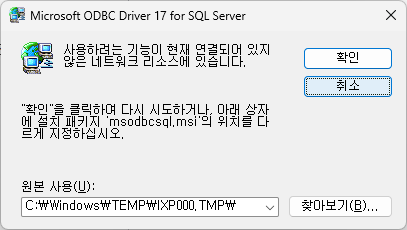 Microsoft ODBC Driver 17 for SQL Server
사용하려는 기능이 현재 연결되어 있지
않은 네트워크 리소스에 있습니다.
확인
취소
"확인"을 클릭하여 다시 시도하거나, 아래 상자
에 설치 패키지 'msodbcsql.msi'의 위치를 다
르게 지정하십시오.
원본 사용(U):
C:₩Windows₩TEMP₩IXP000.TMP₩
찾아보기(B)...